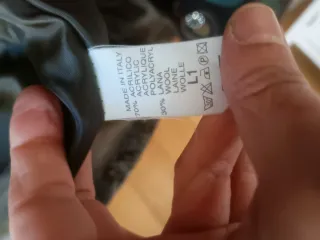 MADE IN ITALY
70% ACRILICO
ACRYLIC
ACRYLIQUE
POLYACRYL
30% LANA
WOOL
LAINE
WOLLE
L1